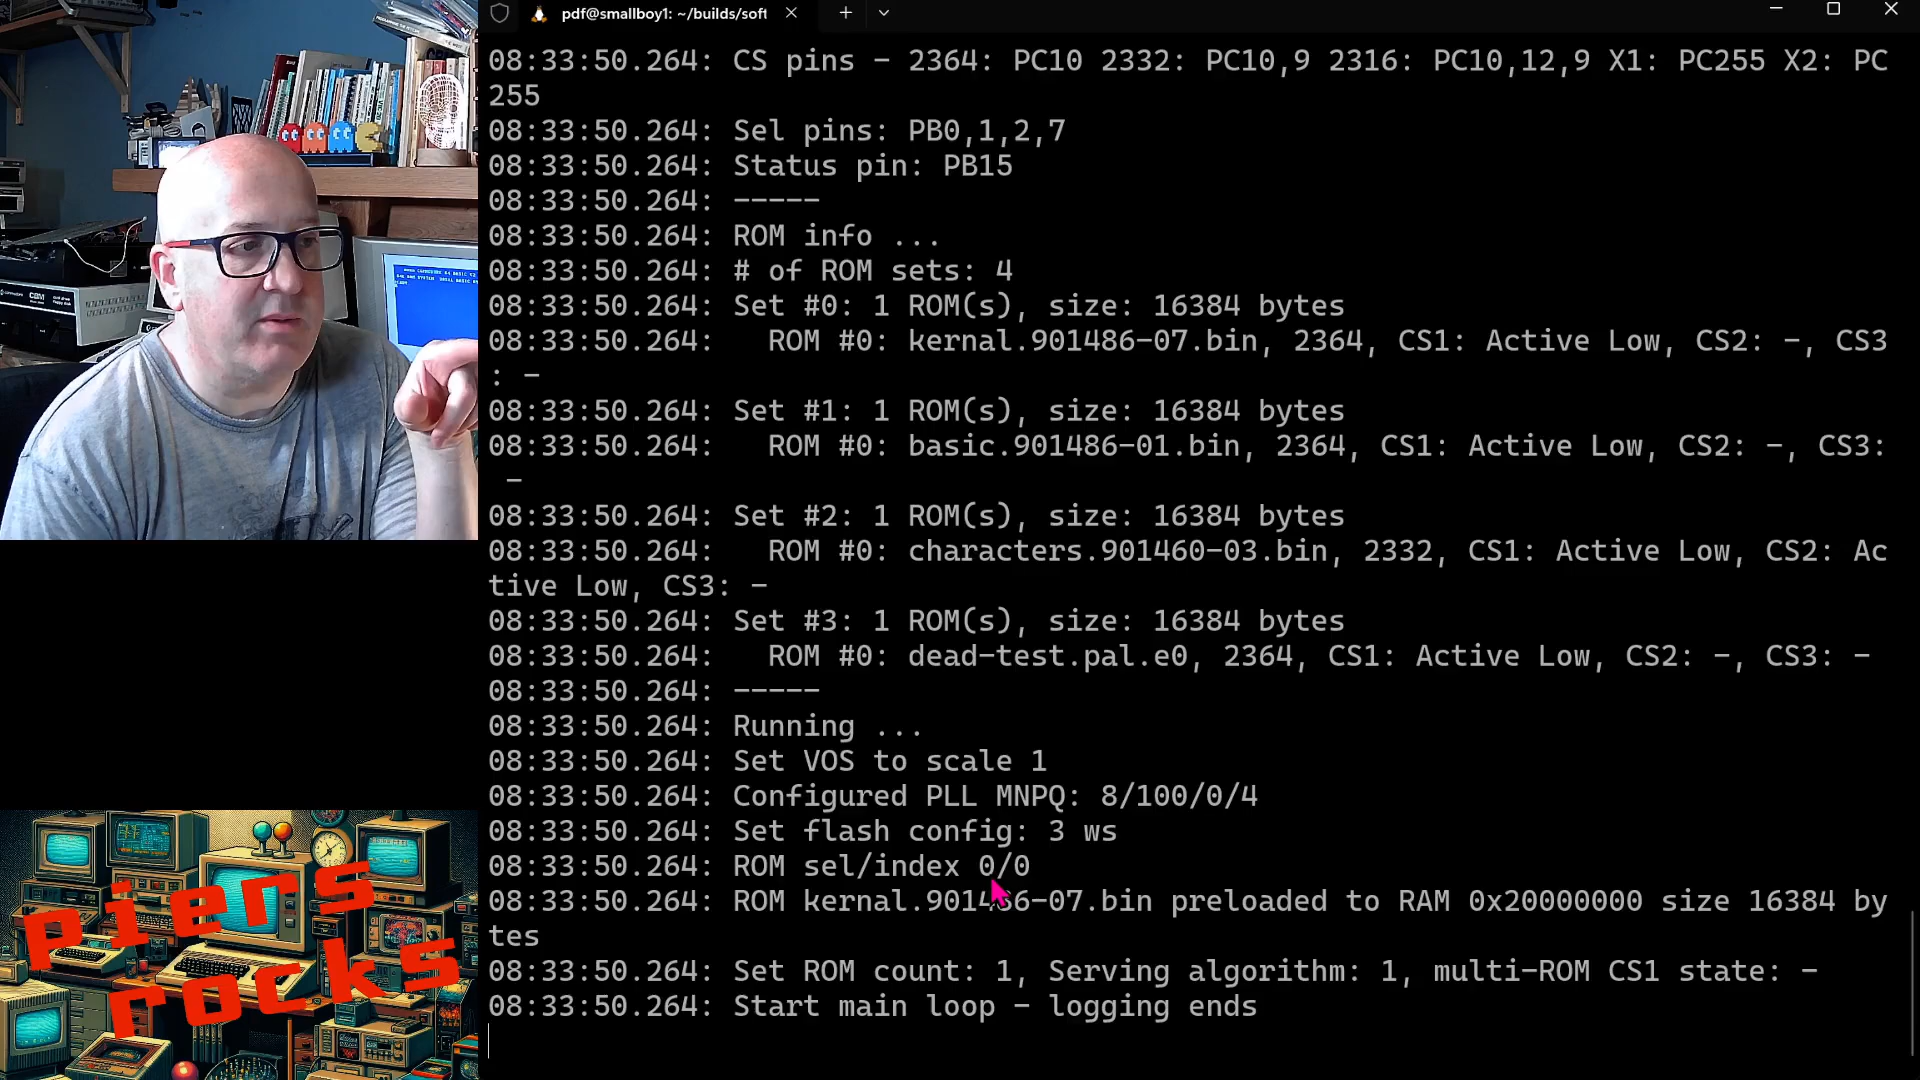 pdf@smallboy1: ~/builds/soft
08:33:50.264: CS pins - 2364: PC10 2332: PC10,9 2316: PC10,12,9 X1: PC255 X2: PC
255
08:33:50.264: Sel pins: PB0,1,2,7
08:33:50.264: Status pin: PB15
08:33:50.264: -----
08:33:50.264: ROM info ...
08:33:50.264: # of ROM sets: 4
08:33:50.264: Set #0: 1 ROM(s), size: 16384 bytes
08:33:50.264:   ROM #0: kernal.901486-07.bin, 2364, CS1: Active Low, CS2: -, CS3
: -
08:33:50.264: Set #1: 1 ROM(s), size: 16384 bytes
08:33:50.264:   ROM #0: basic.901486-01.bin, 2364, CS1: Active Low, CS2: -, CS3:
 -
08:33:50.264: Set #2: 1 ROM(s), size: 16384 bytes
08:33:50.264:   ROM #0: characters.901460-03.bin, 2332, CS1: Active Low, CS2: Ac
tive Low, CS3: -
08:33:50.264: Set #3: 1 ROM(s), size: 16384 bytes
08:33:50.264:   ROM #0: dead-test.pal.e0, 2364, CS1: Active Low, CS2: -, CS3: -
08:33:50.264: -----
08:33:50.264: Running ...
08:33:50.264: Set VOS to scale 1
08:33:50.264: Configured PLL MNPQ: 8/100/0/4
08:33:50.264: Set flash config: 3 ws
08:33:50.264: ROM sel/index 0/0
08:33:50.264: ROM kernal.901486-07.bin preloaded to RAM 0x20000000 size 16384 by
tes
08:33:50.264: Set ROM count: 1, Serving algorithm: 1, multi-ROM CS1 state: -
08:33:50.264: Start main loop - logging ends
piers
rocks